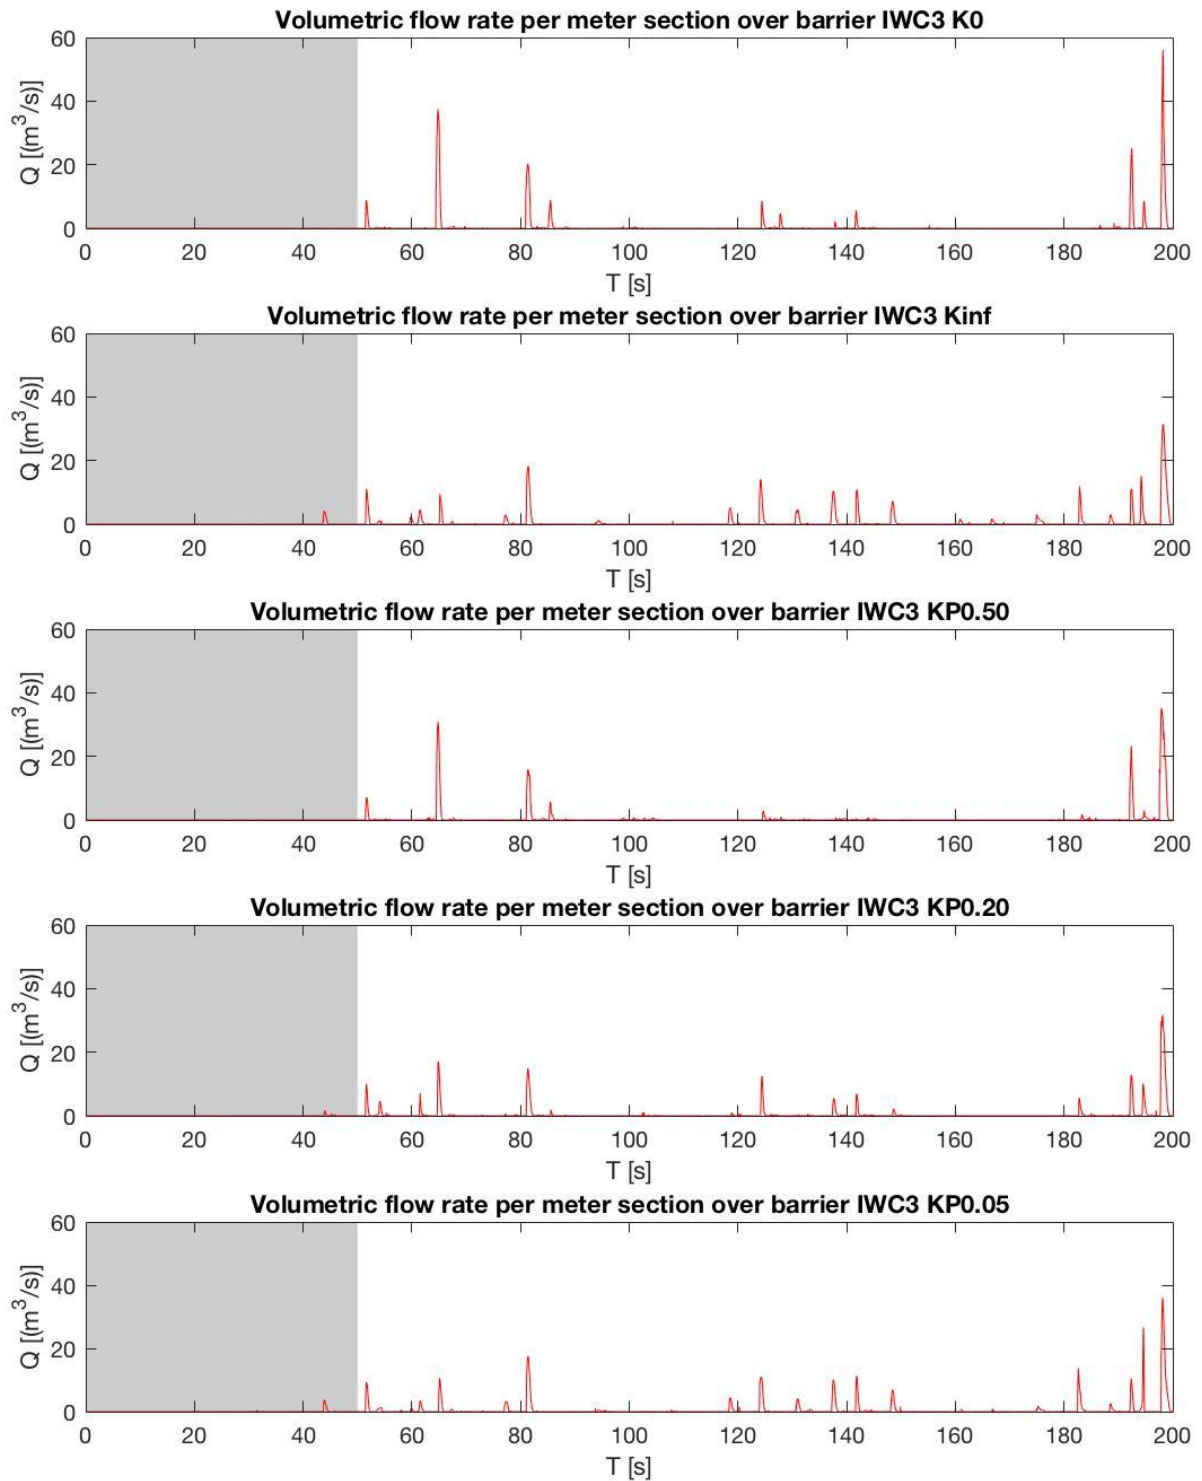 Volumetric flow rate per meter section over barrier IWC3 K0
60
40
20
0
Q [(m³/s)]
0 20 40 60 80 100 120 140 160 180 200
T [s]
Volumetric flow rate per meter section over barrier IWC3 Kinf
60
40
20
0
Q [(m³/s)]
0 20 40 60 80 100 120 140 160 180 200
T [s]
Volumetric flow rate per meter section over barrier IWC3 KP0.50
60
40
20
0
Q [(m³/s)]
0 20 40 60 80 100 120 140 160 180 200
T [s]
Volumetric flow rate per meter section over barrier IWC3 KP0.20
60
40
20
0
Q [(m³/s)]
0 20 40 60 80 100 120 140 160 180 200
T [s]
Volumetric flow rate per meter section over barrier IWC3 KP0.05
60
40
20
0
Q [(m³/s)]
0 20 40 60 80 100 120 140 160 180 200
T [s]